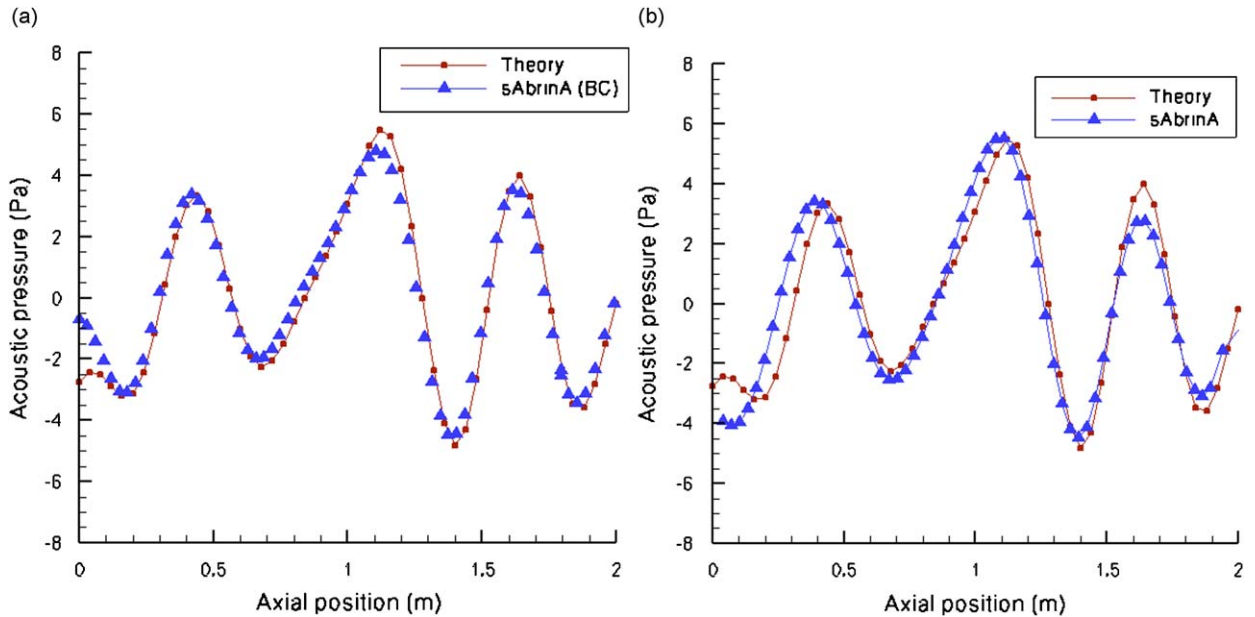 (a)
8
6
4
2
0
-2
-4
-6
-8
Acoustic pressure (Pa)
Theory
sAbrinA (BC)
0
0.5
1
1.5
2
Axial position (m)
(b)
8
6
4
2
0
-2
-4
-6
-8
Acoustic pressure (Pa)
Theory
sAbrinA
0
0.5
1
1.5
2
Axial position (m)